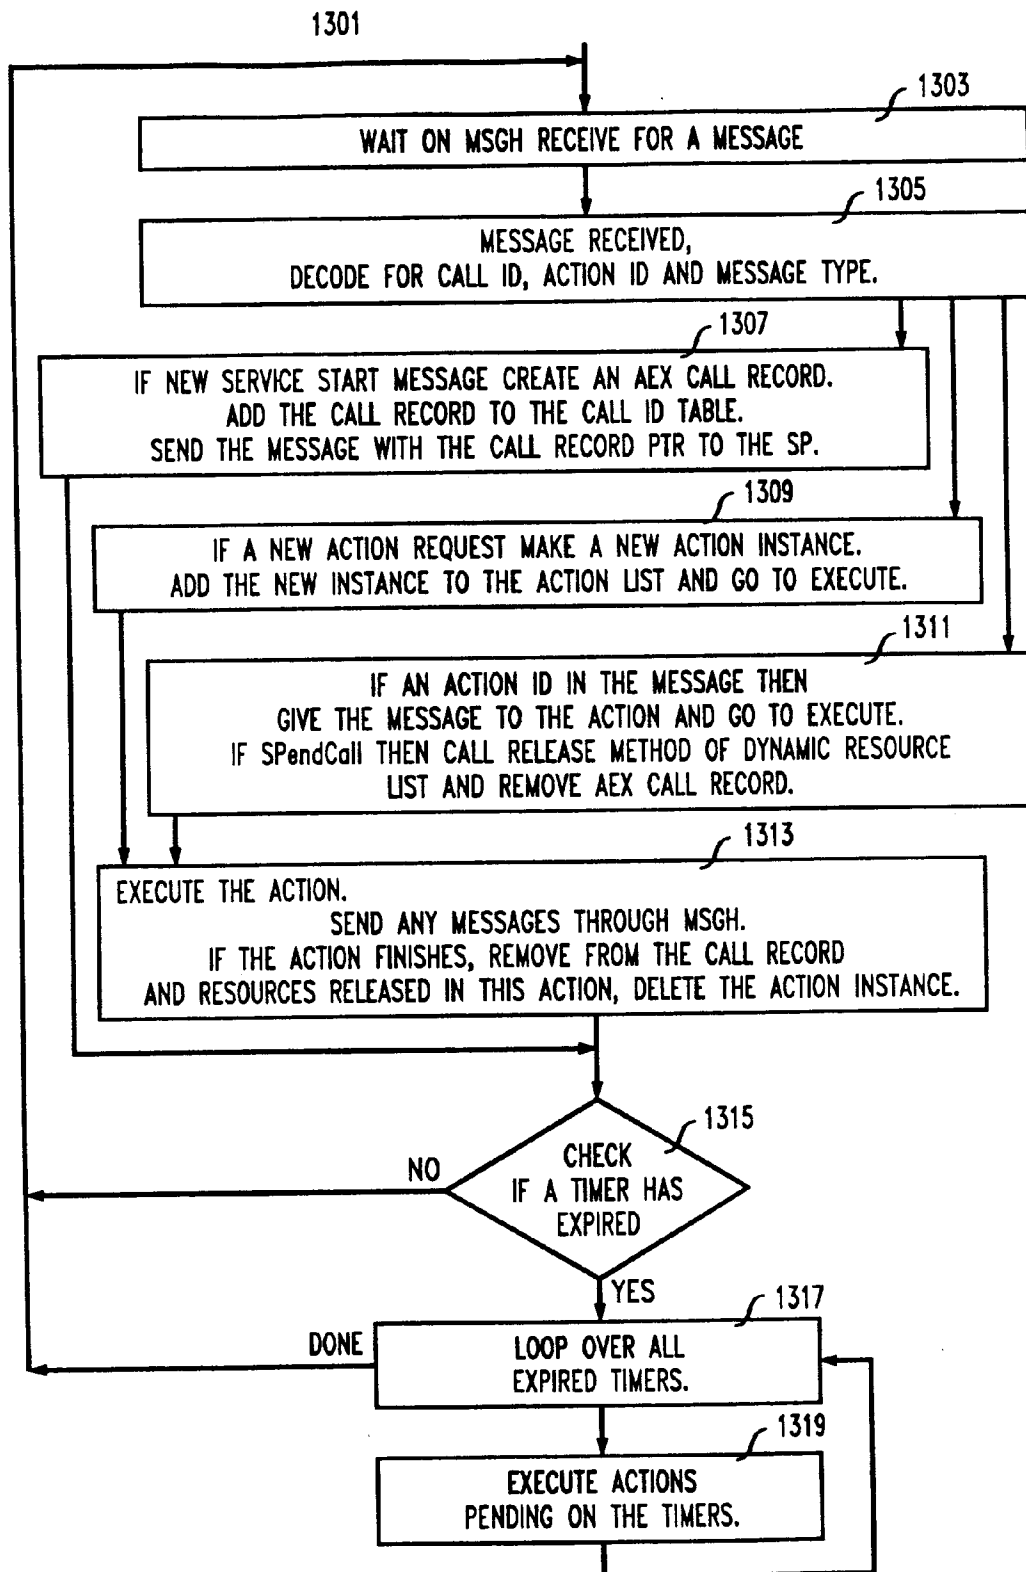 1301
1303
WAIT ON MSGH RECEIVE FOR A MESSAGE
1305
MESSAGE RECEIVED,
DECODE FOR CALL ID, ACTION ID AND MESSAGE TYPE.
1307
IF NEW SERVICE START MESSAGE CREATE AN AEX CALL RECORD.
ADD THE CALL RECORD TO THE CALL ID TABLE.
SEND THE MESSAGE WITH THE CALL RECORD PTR TO THE SP.
1309
IF A NEW ACTION REQUEST MAKE A NEW ACTION INSTANCE.
ADD THE NEW INSTANCE TO THE ACTION LIST AND GO TO EXECUTE.
1311
IF AN ACTION ID IN THE MESSAGE THEN
GIVE THE MESSAGE TO THE ACTION AND GO TO EXECUTE.
IF SPendCall THEN CALL RELEASE METHOD OF DYNAMIC RESOURCE
LIST AND REMOVE AEX CALL RECORD.
1313
EXECUTE THE ACTION.
SEND ANY MESSAGES THROUGH MSGH.
IF THE ACTION FINISHES, REMOVE FROM THE CALL RECORD
AND RESOURCES RELEASED IN THIS ACTION, DELETE THE ACTION INSTANCE.
1315
CHECK
IF A TIMER HAS
EXPIRED
NO
YES
1317
DONE
LOOP OVER ALL
EXPIRED TIMERS.
1319
EXECUTE ACTIONS
PENDING ON THE TIMERS.